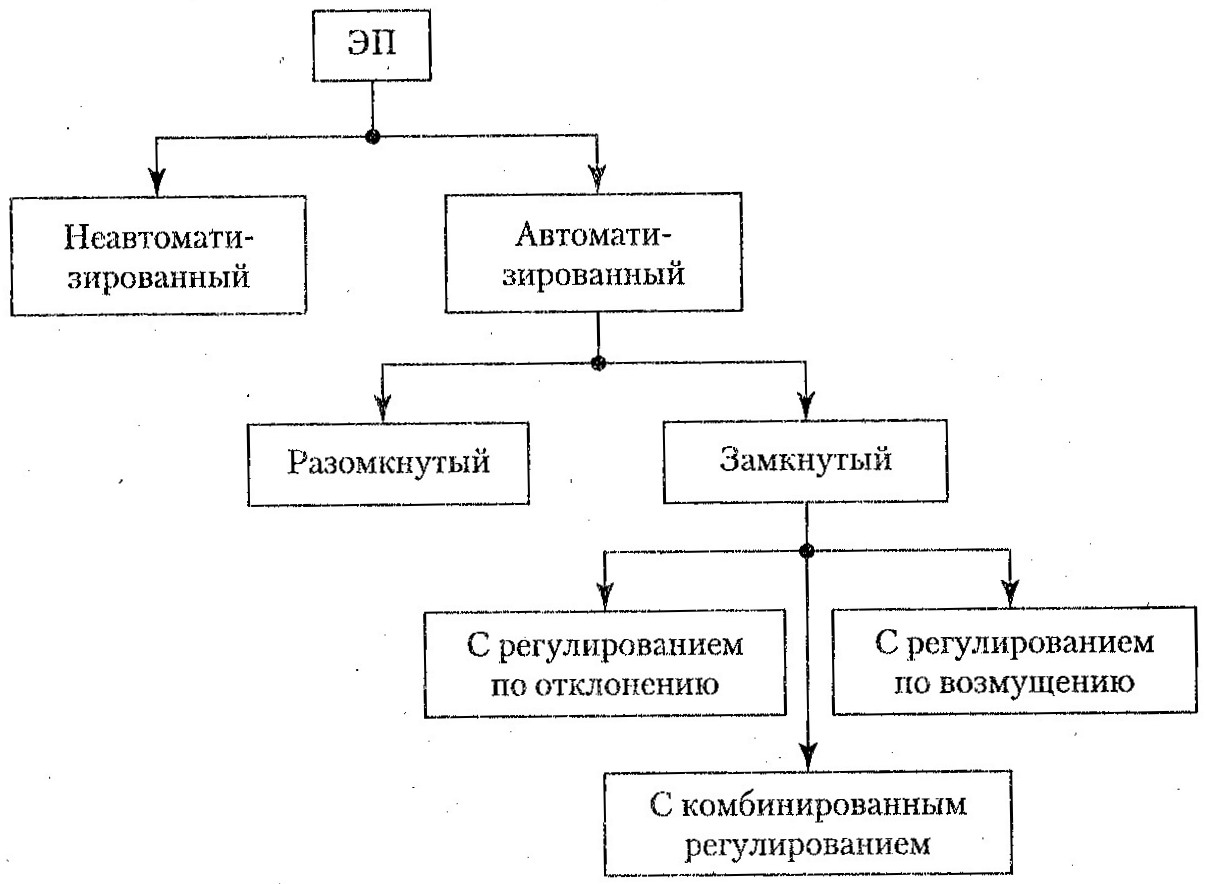 ЭП
Неавтомати-
зированный
Автомати-
зированный
Разомкнутый
Замкнутый
С регулированием
по отклонению
С регулированием
по возмущению
С комбинированным
регулированием